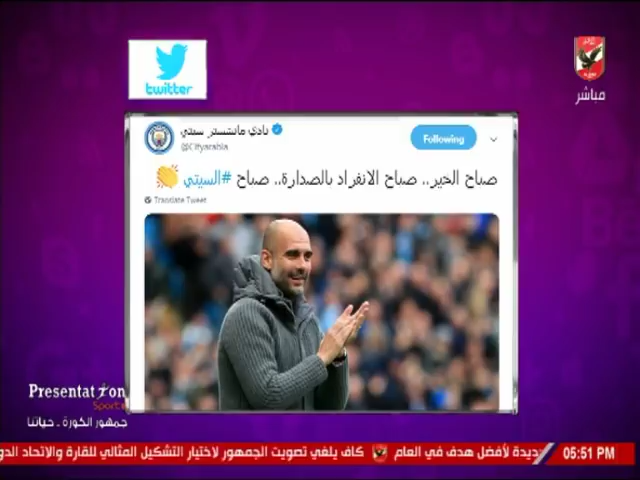 twitter
مباشر
نادي مانشستر سيتي
@Cityarabia
Following
صباح الخير.. صباح الانفراد بالصدارة.. صباح #السيتي 👏
Translate Tweet
Presentation
Sports
جمهور الكورة .. حياتنا
ديدة لأفضل هدف في العام كاف يلغي تصويت الجمهور لاختيار التشكيل المثالي للقارة والاتحاد الدو
05:51 PM